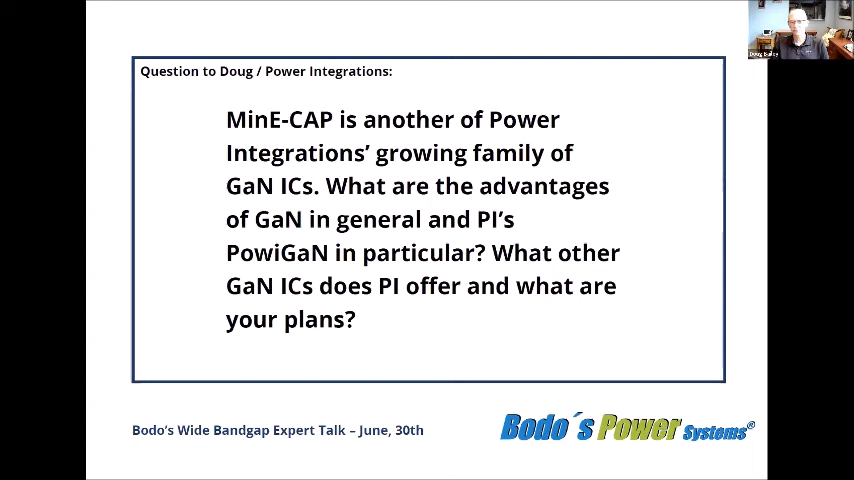 Doug Bailey
Question to Doug / Power Integrations:
MinE-CAP is another of Power
Integrations’ growing family of
GaN ICs. What are the advantages
of GaN in general and PI’s
PowiGaN in particular? What other
GaN ICs does PI offer and what are
your plans?
Bodo’s Wide Bandgap Expert Talk – June, 30th
Bodo´s Power Systems®